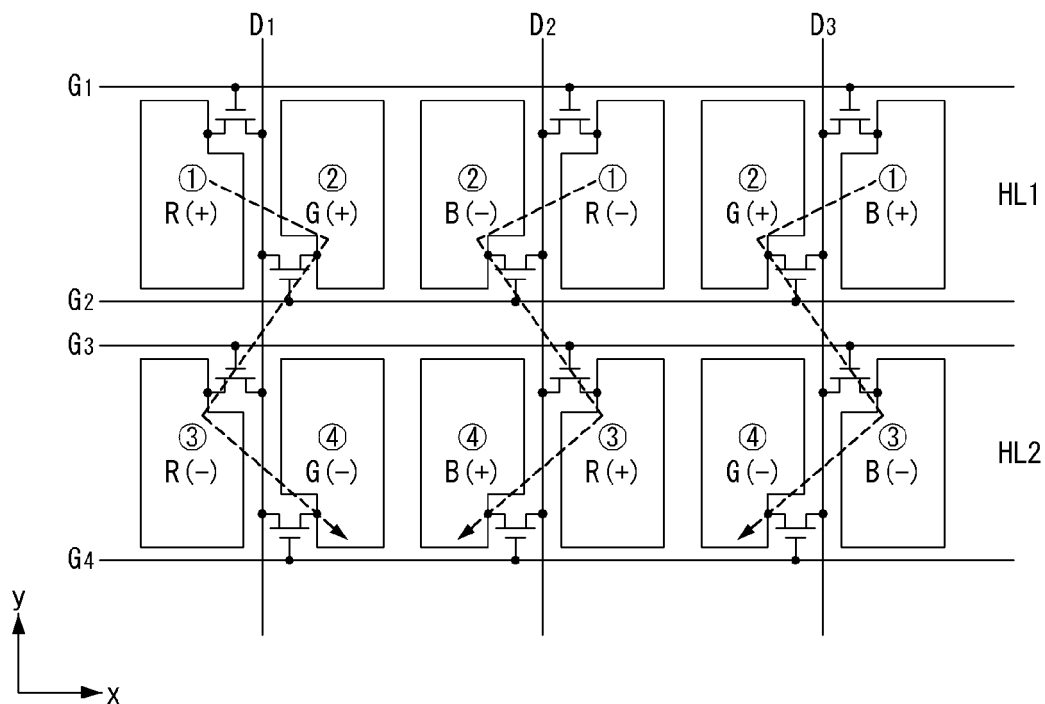 D1 D2 D3
G1
① ② ② ① ② ①
R(+) G(+) B(-) R(-) G(+) B(+)
HL1
G2
G3
③ ④ ④ ③ ④ ③
R(-) G(-) B(+) R(+) G(-) B(-)
HL2
G4
y
x